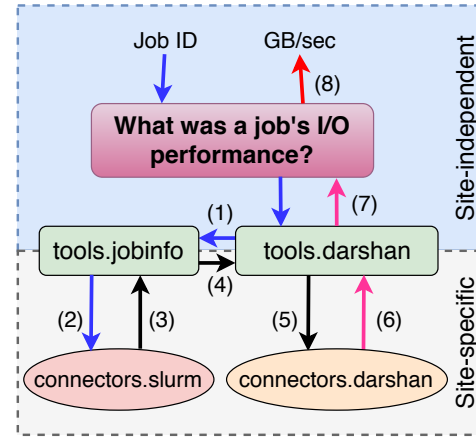 Job ID
GB/sec
(8)
What was a job's I/O
performance?
(7)
(1)
tools.jobinfo
tools.darshan
(4)
(2)
(3)
(5)
(6)
connectors.slurm
connectors.darshan
Site-independent
Site-specific